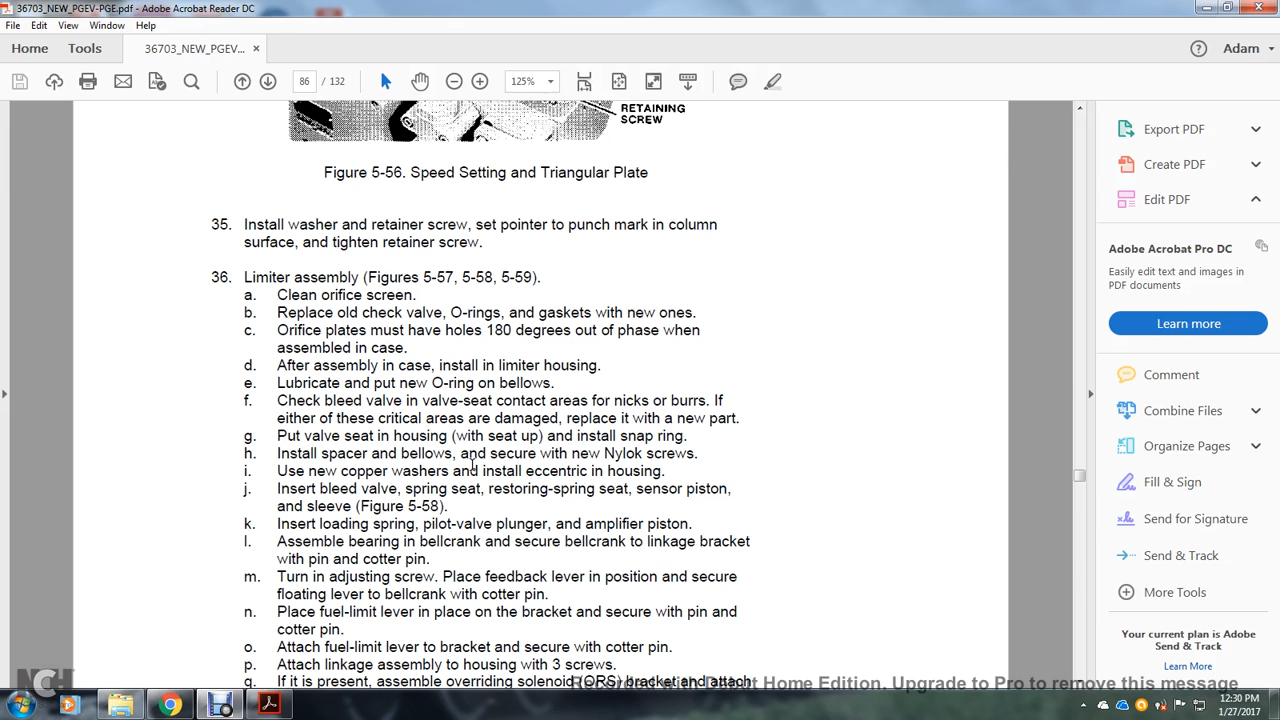 36703_NEW_PGEV-PGE.pdf - Adobe Acrobat Reader DC
File Edit View Window Help
Home Tools 36703_NEW_PGEV... × ? Adam
86 / 132 125%
RETAINING
SCREW
Figure 5-56. Speed Setting and Triangular Plate
35. Install washer and retainer screw, set pointer to punch mark in column
surface, and tighten retainer screw.
36. Limiter assembly (Figures 5-57, 5-58, 5-59).
a. Clean orifice screen.
b. Replace old check valve, O-rings, and gaskets with new ones.
c. Orifice plates must have holes 180 degrees out of phase when
assembled in case.
d. After assembly in case, install in limiter housing.
e. Lubricate and put new O-ring on bellows.
f. Check bleed valve in valve-seat contact areas for nicks or burrs. If
either of these critical areas are damaged, replace it with a new part.
g. Put valve seat in housing (with seat up) and install snap ring.
h. Install spacer and bellows, and secure with new Nylok screws.
i. Use new copper washers and install eccentric in housing.
j. Insert bleed valve, spring seat, restoring-spring seat, sensor piston,
and sleeve (Figure 5-58).
k. Insert loading spring, pilot-valve plunger, and amplifier piston.
l. Assemble bearing in bellcrank and secure bellcrank to linkage bracket
with pin and cotter pin.
m. Turn in adjusting screw. Place feedback lever in position and secure
floating lever to bellcrank with cotter pin.
n. Place fuel-limit lever in place on the bracket and secure with pin and
cotter pin.
o. Attach fuel-limit lever to bracket and secure with cotter pin.
p. Attach linkage assembly to housing with 3 screws.
q. If it is present, assemble overriding solenoid (ORS) bracket and attach
Export PDF
Create PDF
Edit PDF
Adobe Acrobat Pro DC
Easily edit text and images in
PDF documents
Learn more
Comment
Combine Files
Organize Pages
Fill & Sign
Send for Signature
Send & Track
More Tools
Your current plan is Adobe
Send & Track
Learn More
NCH
Home Edition. Upgrade to Pro to remove this message
12:30 PM
1/27/2017